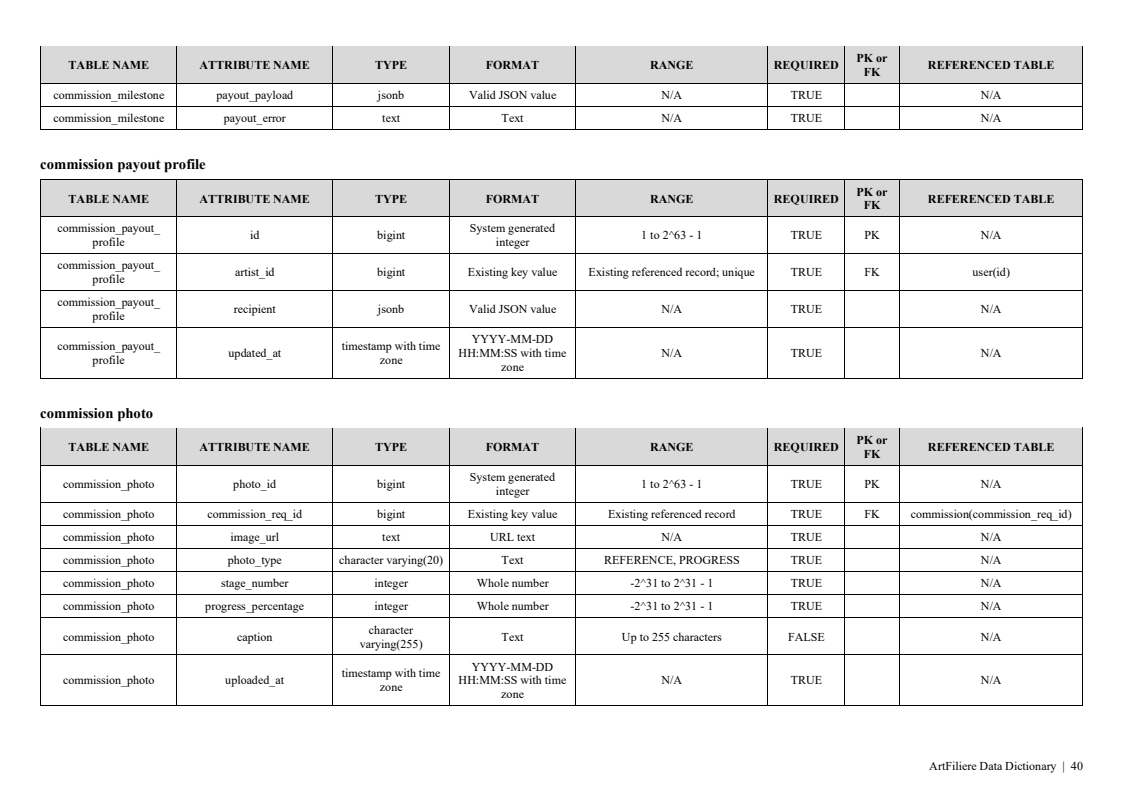 TABLE NAME ATTRIBUTE NAME TYPE FORMAT RANGE REQUIRED PK or FK REFERENCED TABLE
commission_milestone payout_payload jsonb Valid JSON value N/A TRUE N/A
commission_milestone payout_error text Text N/A TRUE N/A
commission payout profile
TABLE NAME ATTRIBUTE NAME TYPE FORMAT RANGE REQUIRED PK or FK REFERENCED TABLE
commission_payout_profile id bigint System generated integer 1 to 2^63 - 1 TRUE PK N/A
commission_payout_profile artist_id bigint Existing key value Existing referenced record; unique TRUE FK user(id)
commission_payout_profile recipient jsonb Valid JSON value N/A TRUE N/A
commission_payout_profile updated_at timestamp with time zone YYYY-MM-DD HH:MM:SS with time zone N/A TRUE N/A
commission photo
TABLE NAME ATTRIBUTE NAME TYPE FORMAT RANGE REQUIRED PK or FK REFERENCED TABLE
commission_photo photo_id bigint System generated integer 1 to 2^63 - 1 TRUE PK N/A
commission_photo commission_req_id bigint Existing key value Existing referenced record TRUE FK commission(commission_req_id)
commission_photo image_url text URL text N/A TRUE N/A
commission_photo photo_type character varying(20) Text REFERENCE, PROGRESS TRUE N/A
commission_photo stage_number integer Whole number -2^31 to 2^31 - 1 TRUE N/A
commission_photo progress_percentage integer Whole number -2^31 to 2^31 - 1 TRUE N/A
commission_photo caption character varying(255) Text Up to 255 characters FALSE N/A
commission_photo uploaded_at timestamp with time zone YYYY-MM-DD HH:MM:SS with time zone N/A TRUE N/A
ArtFiliere Data Dictionary | 40